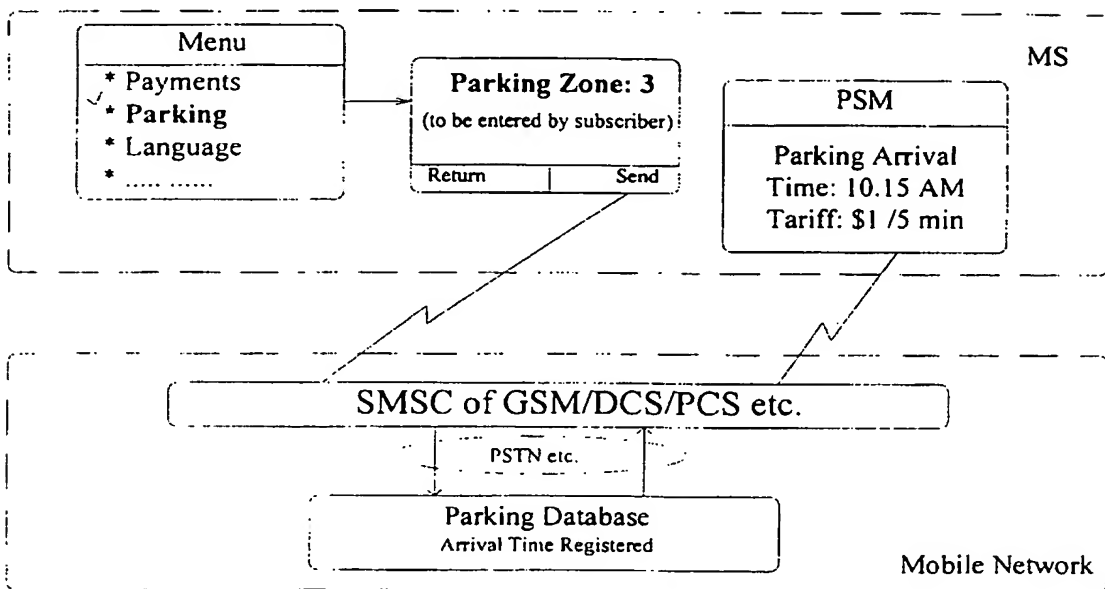 Menu
* Payments
* Parking
* Language
* ..... ......
Parking Zone: 3
(to be entered by subscriber)
Return Send
MS
PSM
Parking Arrival
Time: 10.15 AM
Tariff: $1 /5 min
SMSC of GSM/DCS/PCS etc.
PSTN etc.
Parking Database
Arrival Time Registered
Mobile Network